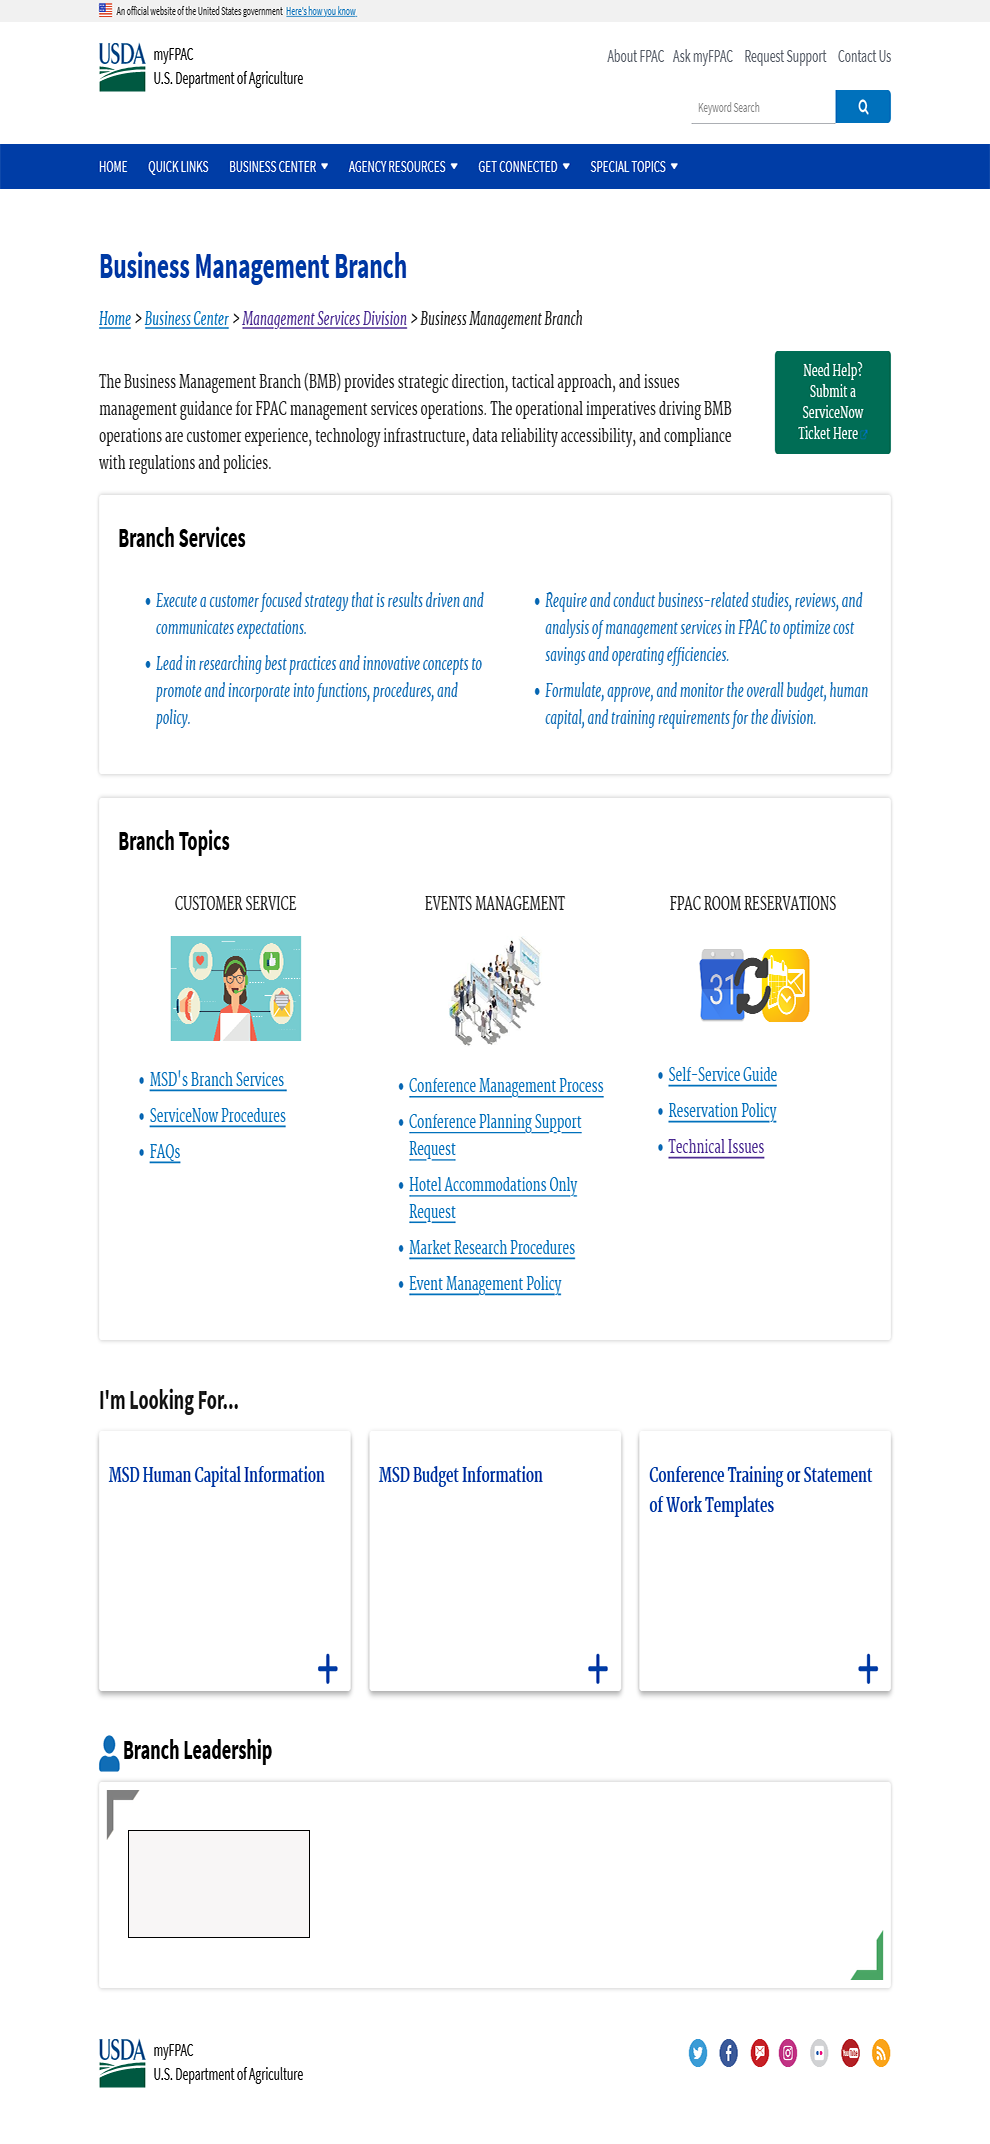 An official website of the United States government Here's how you know
USDA
myFPAC
U.S. Department of Agriculture
About FPAC Ask myFPAC Request Support Contact Us
Keyword Search
HOME QUICK LINKS BUSINESS CENTER AGENCY RESOURCES GET CONNECTED SPECIAL TOPICS
Business Management Branch
Home > Business Center > Management Services Division > Business Management Branch
The Business Management Branch (BMB) provides strategic direction, tactical approach, and issues
management guidance for FPAC management services operations. The operational imperatives driving BMB
operations are customer experience, technology infrastructure, data reliability accessibility, and compliance
with regulations and policies.
Need Help?
Submit a
ServiceNow
Ticket Here
Branch Services
• Execute a customer focused strategy that is results driven and
communicates expectations.
• Lead in researching best practices and innovative concepts to
promote and incorporate into functions, procedures, and
policy.
• Require and conduct business-related studies, reviews, and
analysis of management services in FPAC to optimize cost
savings and operating efficiencies.
• Formulate, approve, and monitor the overall budget, human
capital, and training requirements for the division.
Branch Topics
CUSTOMER SERVICE
• MSD's Branch Services
• ServiceNow Procedures
• FAQs
EVENTS MANAGEMENT
• Conference Management Process
• Conference Planning Support
Request
• Hotel Accommodations Only
Request
• Market Research Procedures
• Event Management Policy
FPAC ROOM RESERVATIONS
31
• Self-Service Guide
• Reservation Policy
• Technical Issues
I'm Looking For...
MSD Human Capital Information
MSD Budget Information
Conference Training or Statement
of Work Templates
Branch Leadership
USDA
myFPAC
U.S. Department of Agriculture
YouTube